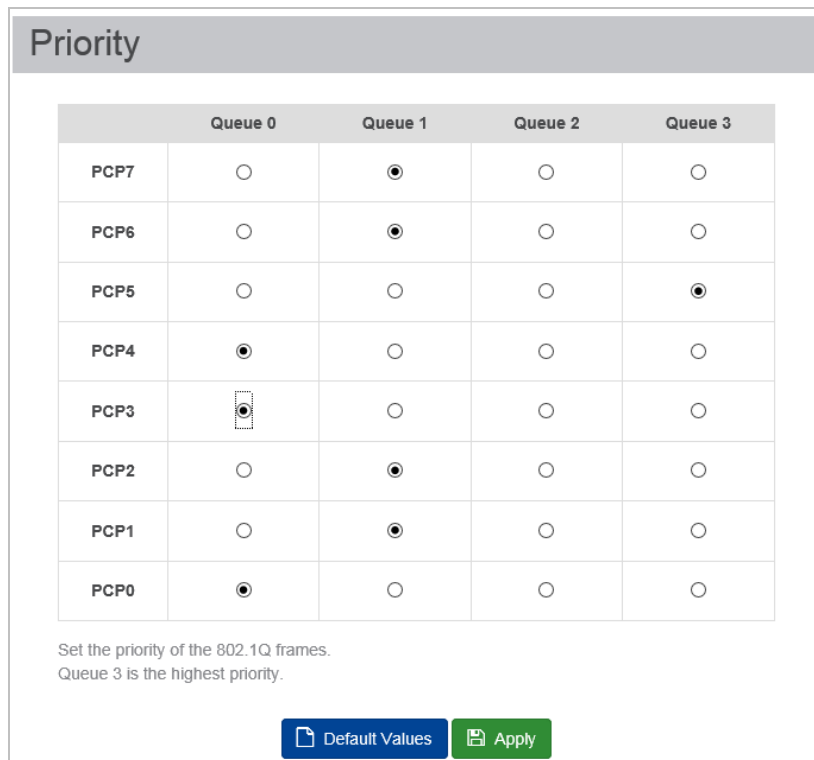 Priority
Queue 0 Queue 1 Queue 2 Queue 3
PCP7
PCP6
PCP5
PCP4
PCP3
PCP2
PCP1
PCP0
Set the priority of the 802.1Q frames.
Queue 3 is the highest priority.
Default Values Apply